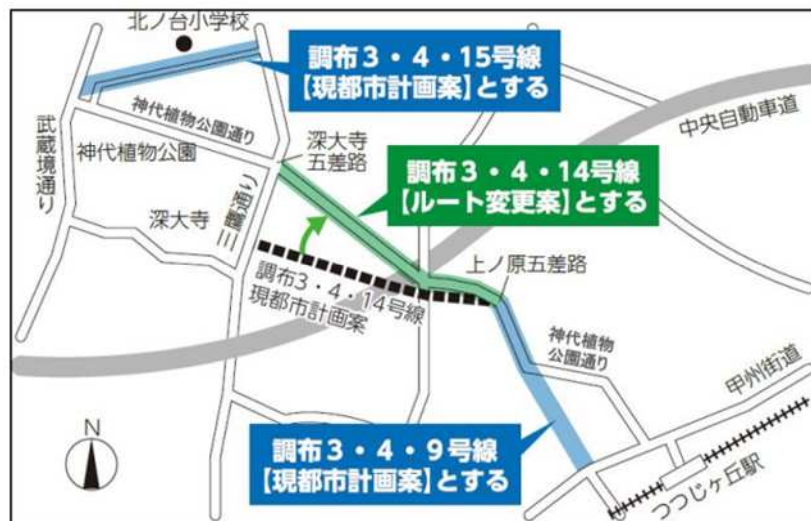 北ノ台小学校
調布3・4・15号線
【現都市計画案】とする
神代植物公園通り
武蔵境通り
神代植物公園
深大寺
五差路
中央自動車道
調布3・4・14号線
【ルート変更案】とする
三鷹通り
深大寺
上ノ原五差路
調布3・4・14号線
現都市計画案
神代植物
公園通り
甲州街道
N
調布3・4・9号線
【現都市計画案】とする
つつじヶ丘駅